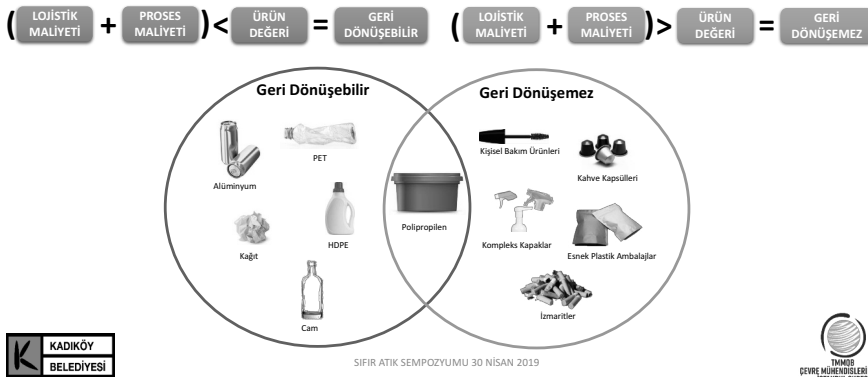 ( LOJİSTİK MALİYETİ + PROSES MALİYETİ ) < ÜRÜN DEĞERİ = GERİ DÖNÜŞEBİLİR
( LOJİSTİK MALİYETİ + PROSES MALİYETİ ) > ÜRÜN DEĞERİ = GERİ DÖNÜŞEMEZ
Geri Dönüşebilir
Geri Dönüşemez
PET
Alüminyum
Kişisel Bakım Ürünleri
Kahve Kapsülleri
Kağıt
HDPE
Polipropilen
Kompleks Kapaklar
Esnek Plastik Ambalajlar
Cam
İzmaritler
KADIKÖY
BELEDİYESİ
SIFIR ATIK SEMPOZYUMU 30 NİSAN 2019
TMMOB
ÇEVRE MÜHENDİSLERİ